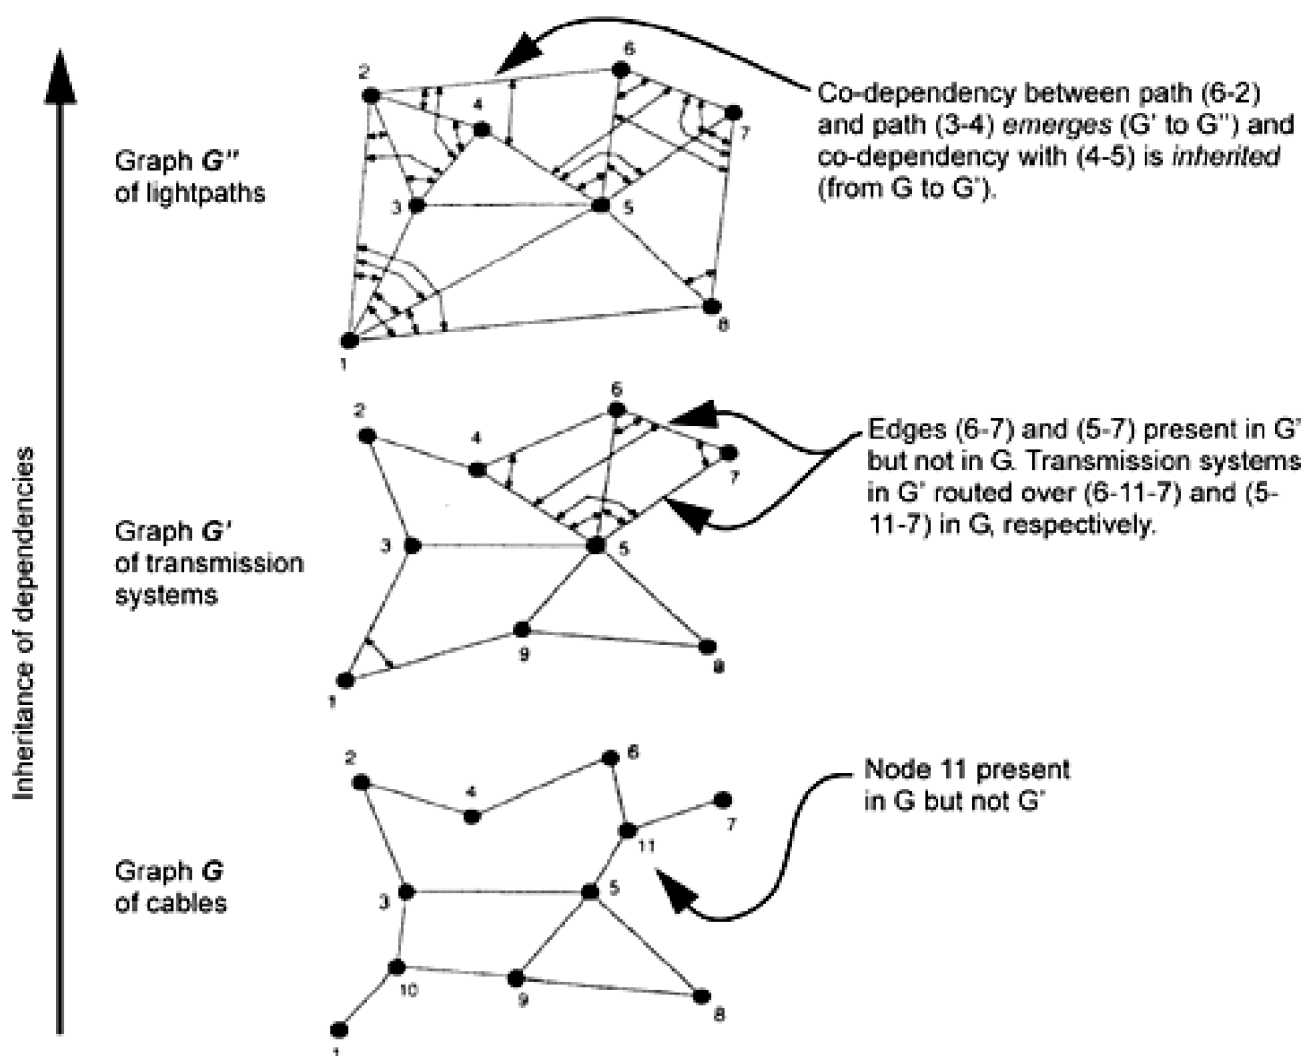 6
2
4
7
3
5
8
1
Graph G''
of lightpaths
Co-dependency between path (6-2)
and path (3-4) emerges (G' to G'') and
co-dependency with (4-5) is inherited
(from G to G').
6
2
4
7
3
5
9
8
1
Graph G'
of transmission
systems
Edges (6-7) and (5-7) present in G'
but not in G. Transmission systems
in G' routed over (6-11-7) and (5-
11-7) in G, respectively.
Inheritance of dependencies
6
2
4
7
11
3
5
10
9
8
1
Graph G
of cables
Node 11 present
in G but not G'